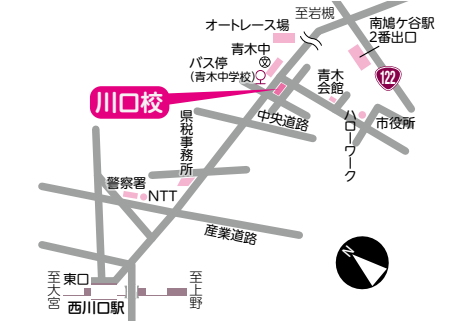 至岩槻
オートレース場
南鳩ケ谷駅
2番出口
青木中
文
バス停
(青木中学校)
122
青木
会館
川口校
中央道路
市役所
ハローワーク
県税事務所
警察署
NTT
産業道路
N
至大宮
東口
西川口駅
至上野